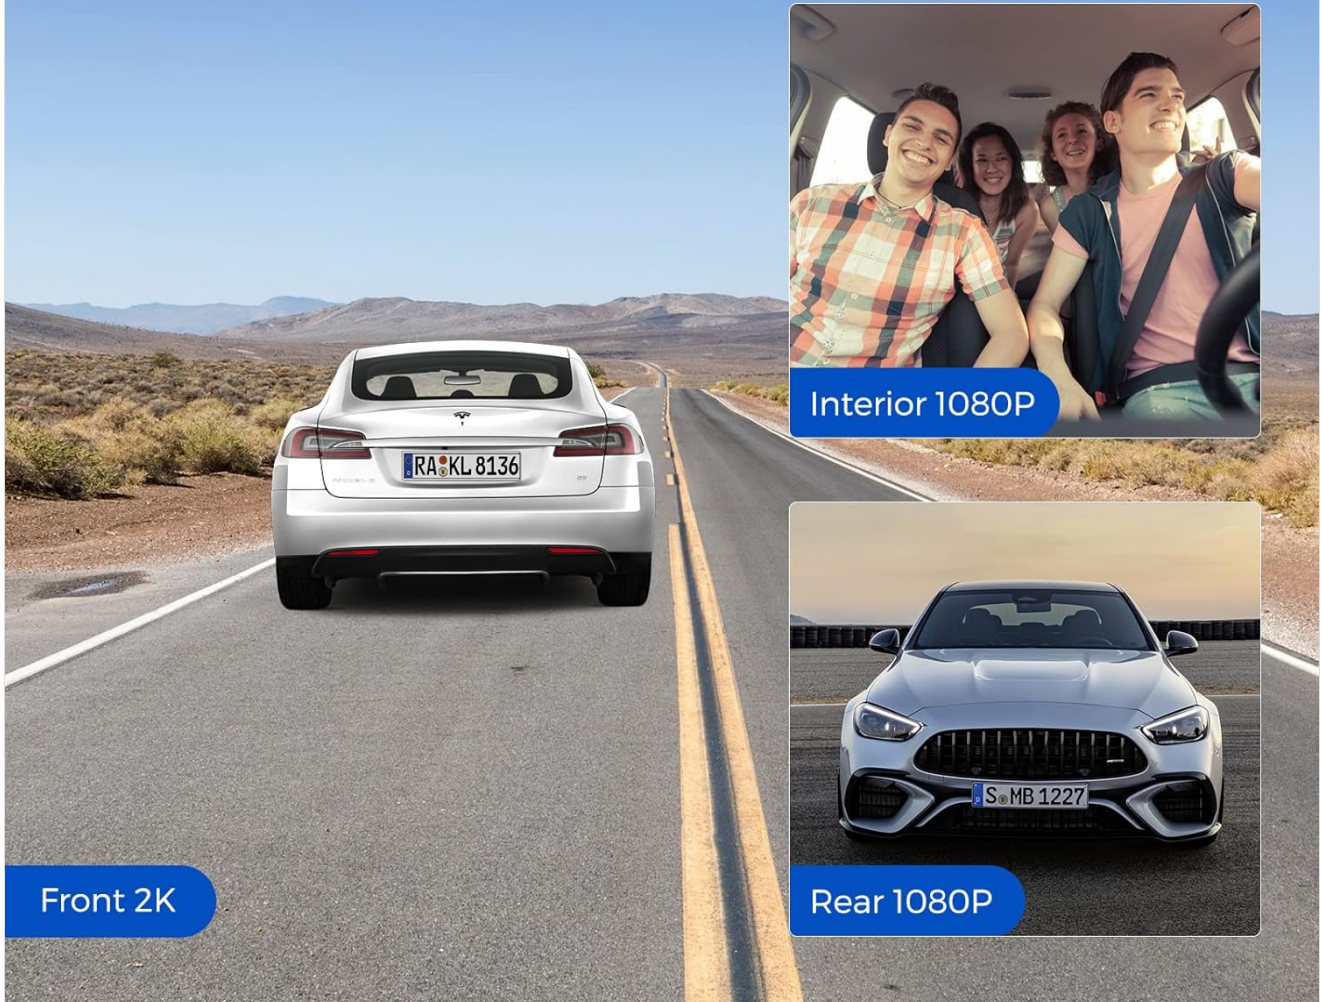 Interior 1080P
RA KL 8136
S MB 1227
Front 2K
Rear 1080P